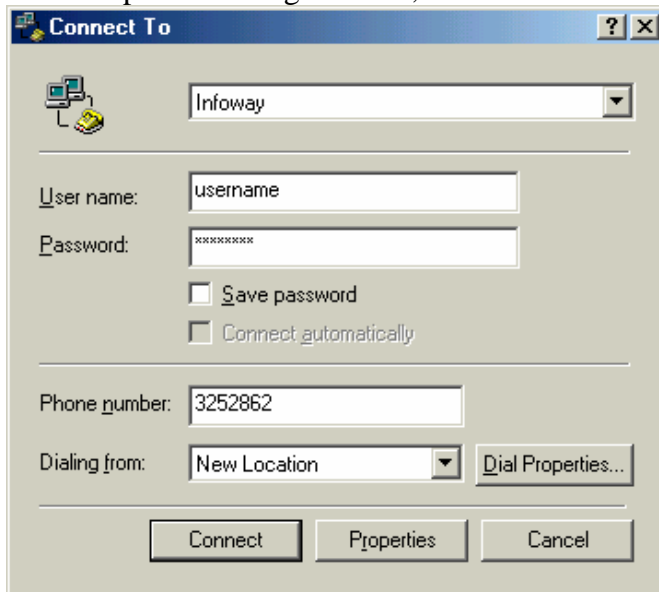 Connect To
Infoway
User name: username
Password: ********
Save password
Connect automatically
Phone number: 3252862
Dialing from: New Location Dial Properties...
Connect Properties Cancel